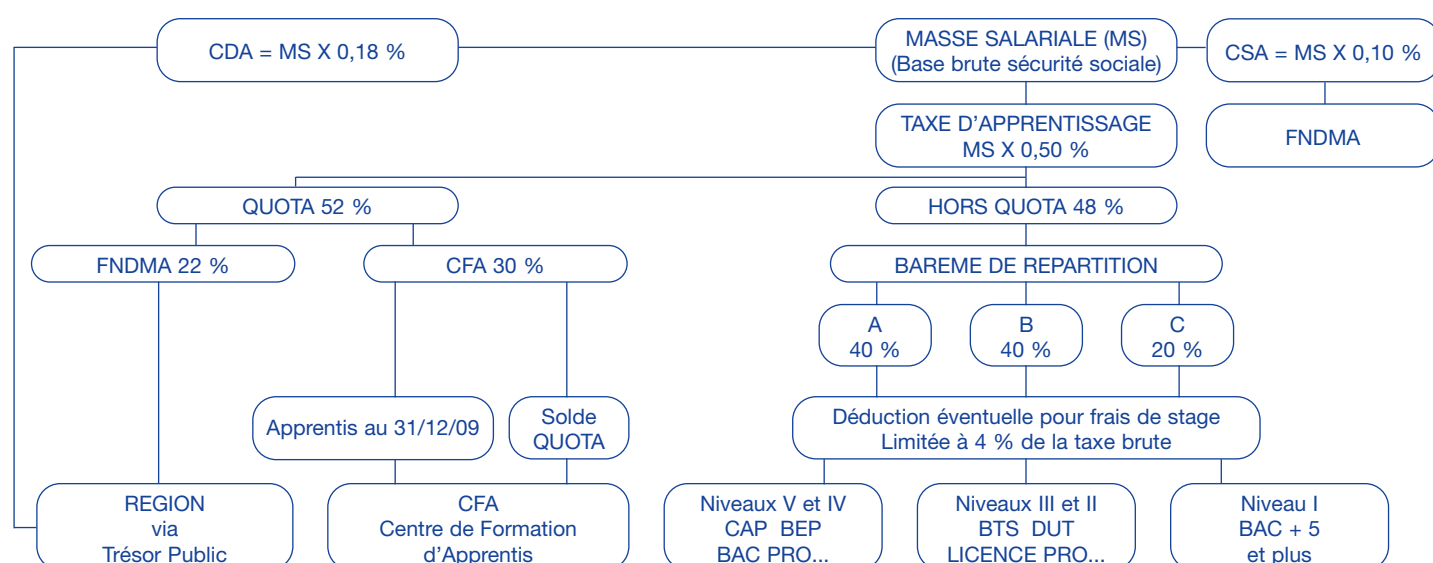 CDA = MS X 0,18 %
MASSE SALARIALE (MS)
(Base brute sécurité sociale)
CSA = MS X 0,10 %
TAXE D'APPRENTISSAGE
MS X 0,50 %
FNDMA
QUOTA 52 %
HORS QUOTA 48 %
FNDMA 22 %
CFA 30 %
BAREME DE REPARTITION
A
40 %
B
40 %
C
20 %
Apprentis au 31/12/09
Solde
QUOTA
Déduction éventuelle pour frais de stage
Limitée à 4 % de la taxe brute
REGION
via
Trésor Public
CFA
Centre de Formation
d'Apprentis
Niveaux V et IV
CAP BEP
BAC PRO...
Niveaux III et II
BTS DUT
LICENCE PRO...
Niveau I
BAC + 5
et plus